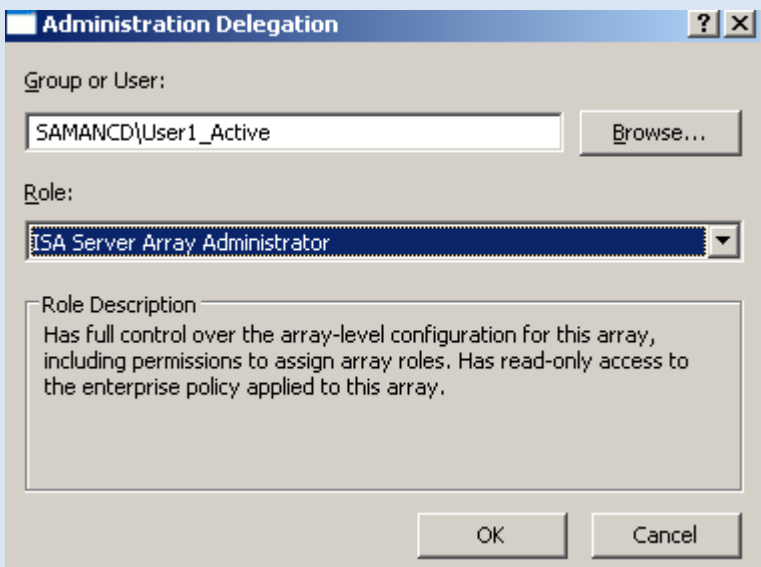 Administration Delegation
Group or User:
SAMANCD\User1_Active
Browse...
Role:
ISA Server Array Administrator
Role Description
Has full control over the array-level configuration for this array,
including permissions to assign array roles. Has read-only access to
the enterprise policy applied to this array.
OK
Cancel